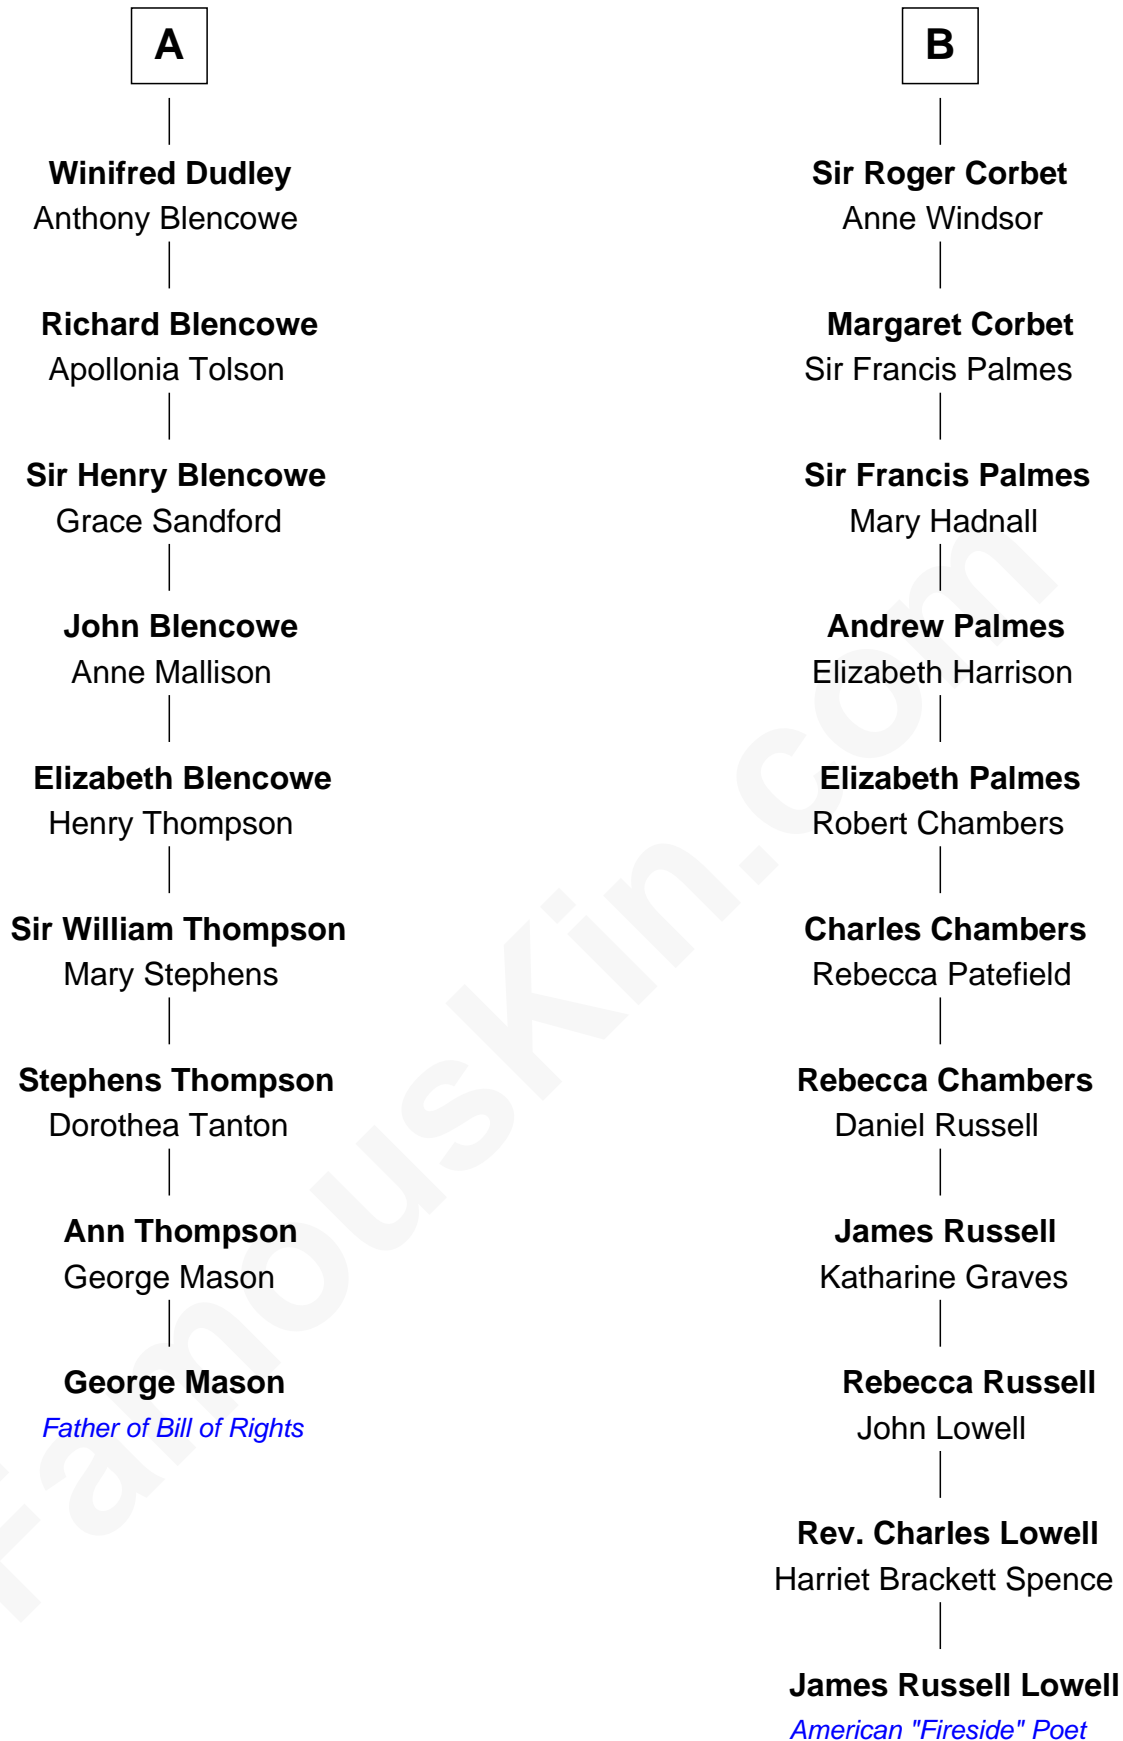 A
Winifred Dudley
Anthony Blencowe
Richard Blencowe
Apollonia Tolson
Sir Henry Blencowe
Grace Sandford
John Blencowe
Anne Mallison
Elizabeth Blencowe
Henry Thompson
Sir William Thompson
Mary Stephens
Stephens Thompson
Dorothea Tanton
Ann Thompson
George Mason
George Mason
Father of Bill of Rights
B
Sir Roger Corbet
Anne Windsor
Margaret Corbet
Sir Francis Palmes
Sir Francis Palmes
Mary Hadnall
Andrew Palmes
Elizabeth Harrison
Elizabeth Palmes
Robert Chambers
Charles Chambers
Rebecca Patefield
Rebecca Chambers
Daniel Russell
James Russell
Katharine Graves
Rebecca Russell
John Lowell
Rev. Charles Lowell
Harriet Brackett Spence
James Russell Lowell
American "Fireside" Poet
FamousKin.com